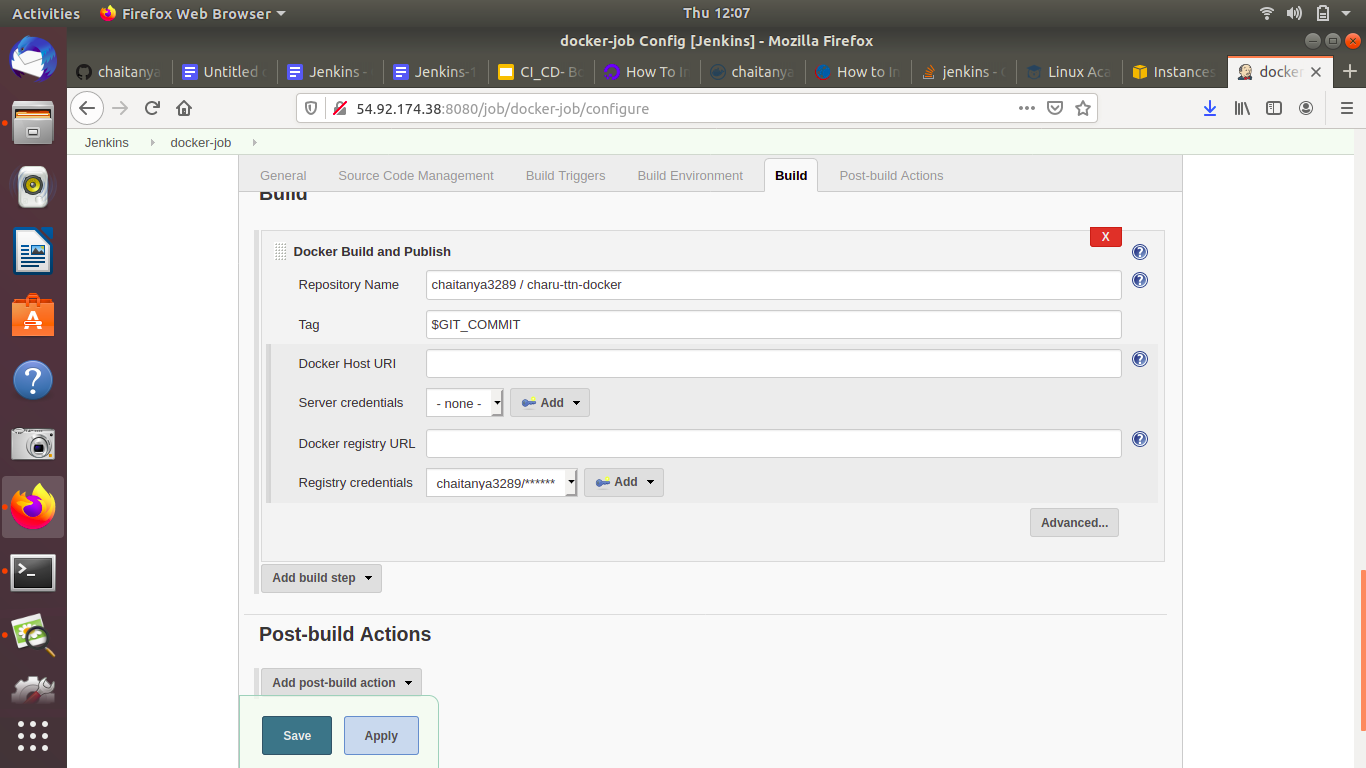 Activities Firefox Web Browser Thu 12:07
docker-job Config [Jenkins] - Mozilla Firefox
chaitanya Untitled Jenkins - Jenkins-1 CI_CD- Bo How To In chaitanya How to In jenkins - Linux Aca Instances docker
54.92.174.38:8080/job/docker-job/configure
Jenkins docker-job
General Source Code Management Build Triggers Build Environment Build Post-build Actions
Build
Docker Build and Publish X
Repository Name chaitanya3289 / charu-ttn-docker
Tag $GIT_COMMIT
Docker Host URI
Server credentials - none - Add
Docker registry URL
Registry credentials chaitanya3289/****** Add
Advanced...
Add build step
Post-build Actions
Add post-build action
Save Apply